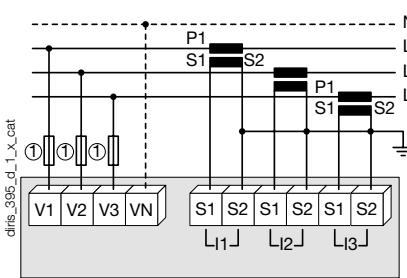 N
P1
L
S1 S2
L
P1
L
S1 S2
① ① ①
diris_395_d_1_x_cat
V1 V2 V3 VN S1 S2 S1 S2 S1 S2
I1 I2 I3